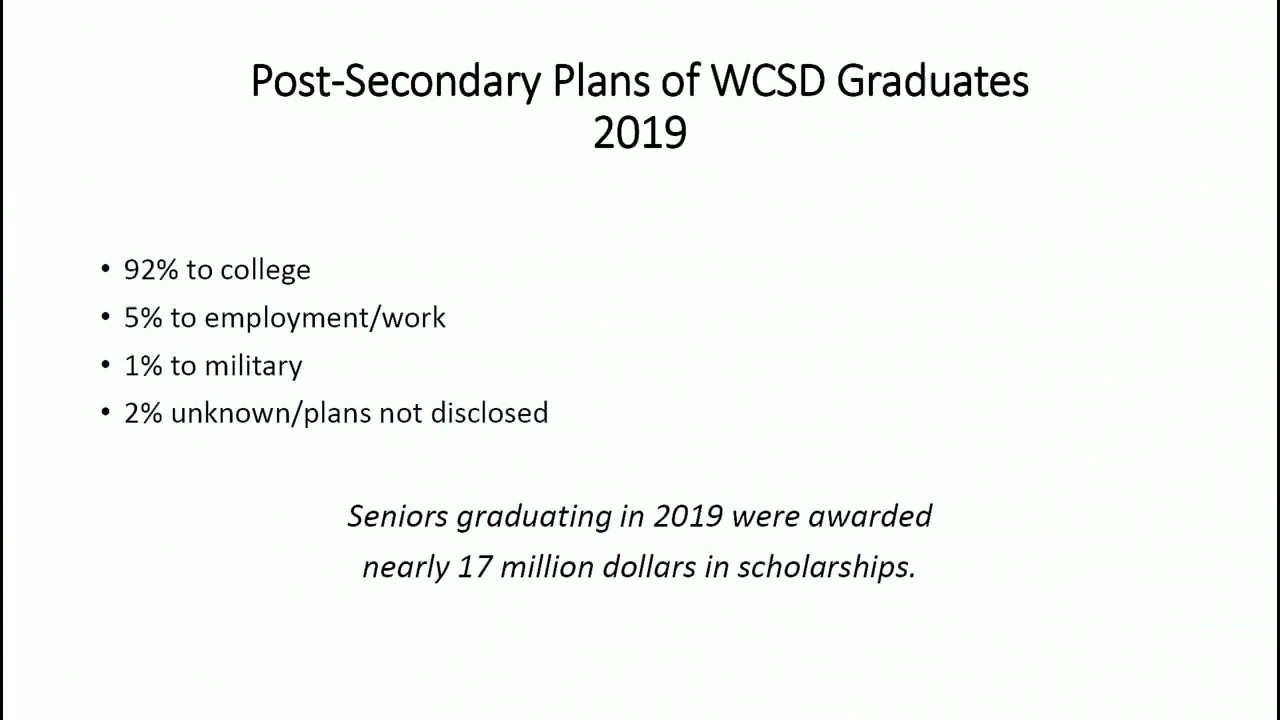 Post-Secondary Plans of WCSD Graduates
2019
• 92% to college
• 5% to employment/work
• 1% to military
• 2% unknown/plans not disclosed
Seniors graduating in 2019 were awarded
nearly 17 million dollars in scholarships.